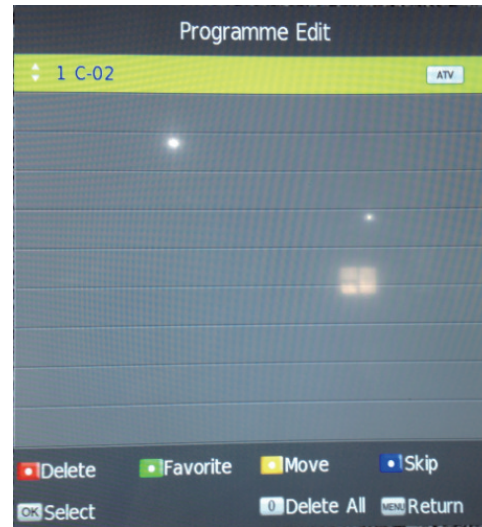 Programme Edit
1 C-02 ATV
Delete Favorite Move Skip
OK Select 0 Delete All MENU Return